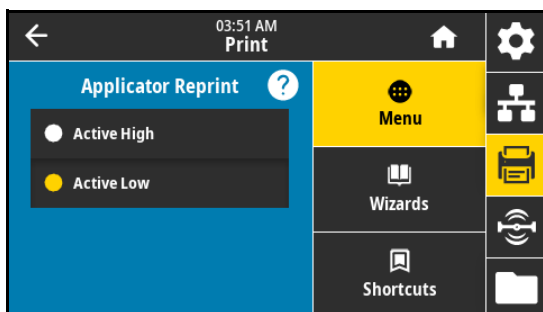 03:51 AM
Print
Applicator Reprint
?
Active High
Active Low
Menu
Wizards
Shortcuts